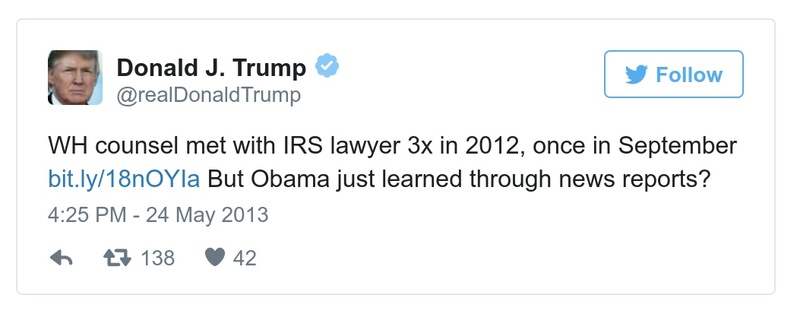 Donald J. Trump
@realDonaldTrump
Follow
WH counsel met with IRS lawyer 3x in 2012, once in September
bit.ly/18nOYIa But Obama just learned through news reports?
4:25 PM - 24 May 2013
138 42